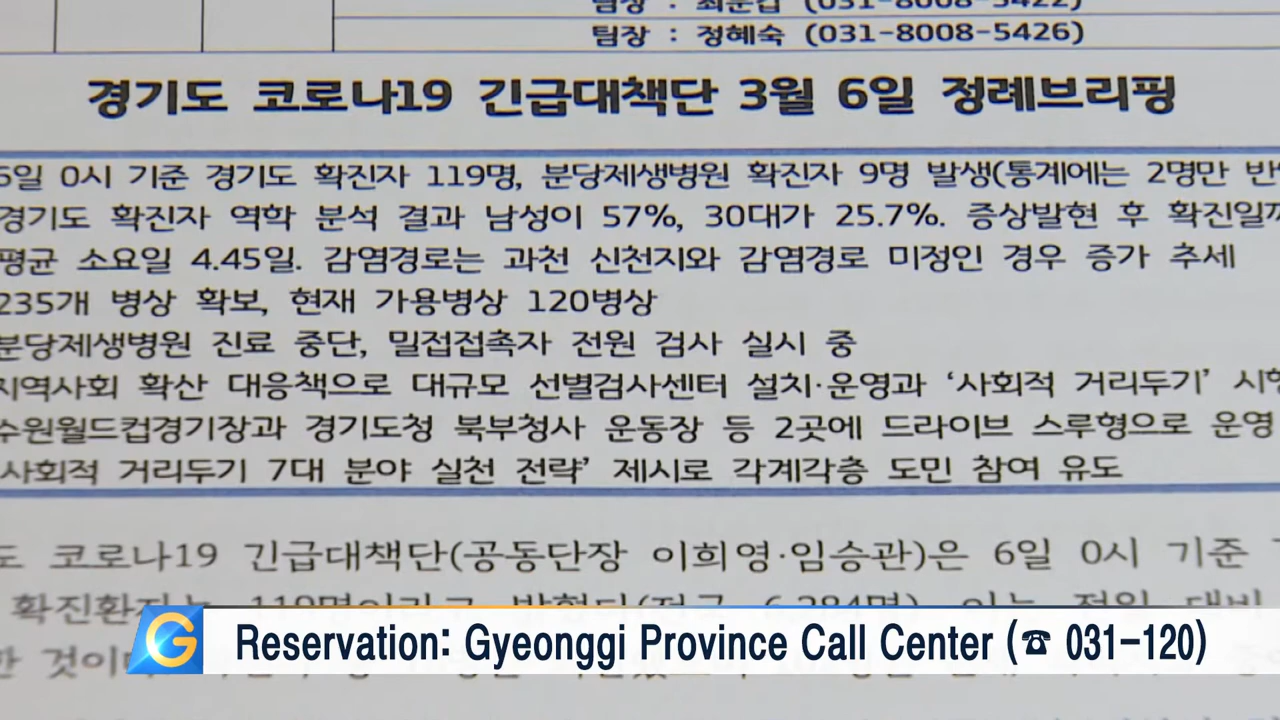 팀장 : 최문갑 (031-8008-5422)
팀장 : 정혜숙 (031-8008-5426)
경기도 코로나19 긴급대책단 3월 6일 정례브리핑
6일 0시 기준 경기도 확진자 119명, 분당제생병원 확진자 9명 발생(통계에는 2명만
경기도 확진자 역학 분석 결과 남성이 57%, 30대가 25.7%. 증상발현 후
평균 소요일 4.45일. 감염경로는 과천 신천지와 감염경로 미정인 경우 증가 추세
235개 병상 확보, 현재 가용병상 120병상
분당제생병원 진료 중단, 밀접접촉자 전원 검사 실시 중
지역사회 확산 대응책으로 대규모 선별검사센터 설치·운영과 ‘사회적 거리두기’
수원월드컵경기장과 경기도청 북부청사 운동장 등 2곳에 드라이브 스루형으로 운영
사회적 거리두기 7대 분야 실천 전략’ 제시로 각계각층 도민 참여 유도
도 코로나19 긴급대책단(공동단장 이희영·임승관)은 6일 0시 기준
G Reservation: Gyeonggi Province Call Center (☎ 031-120)